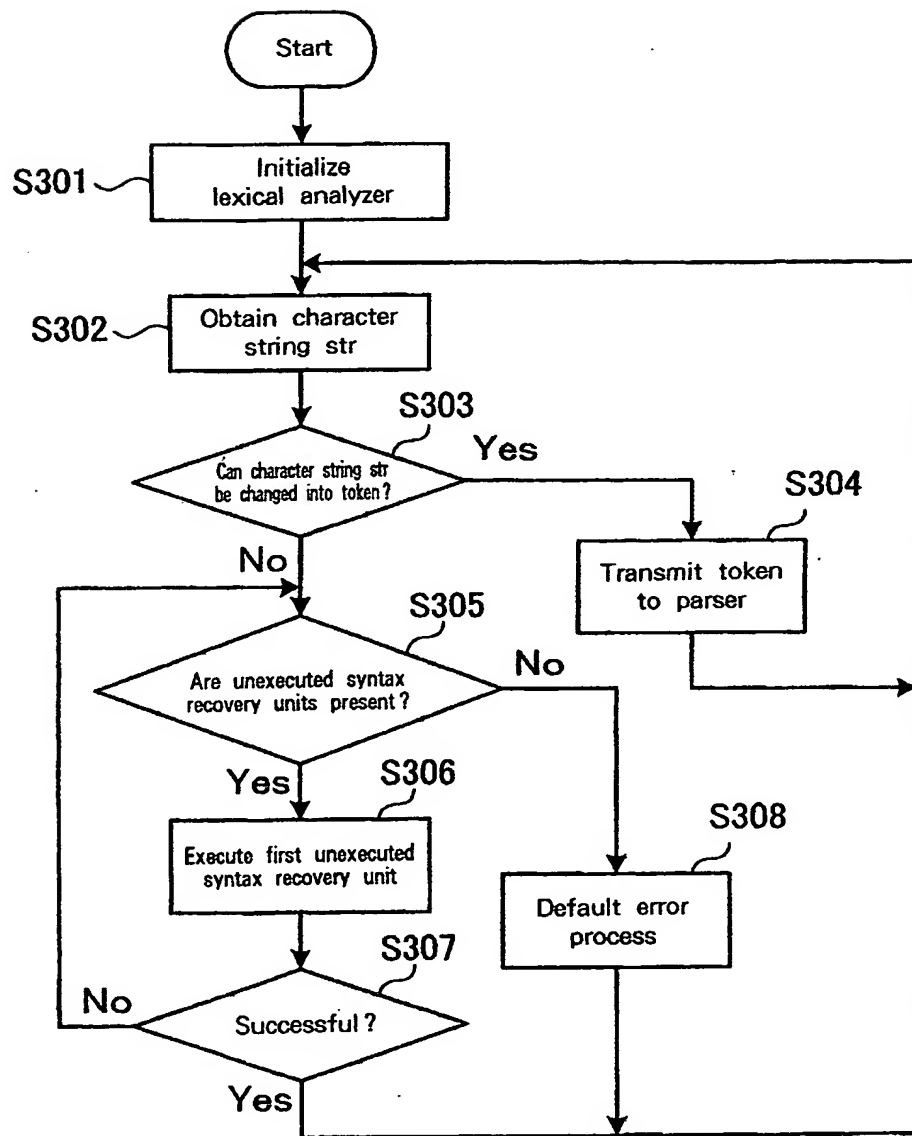 Start
S301
Initialize
lexical analyzer
S302
Obtain character
string str
S303
Can character string str
be changed into token?
Yes
S304
Transmit token
to parser
No
S305
Are unexecuted syntax
recovery units present?
No
Yes
S306
Execute first unexecuted
syntax recovery unit
S308
Default error
process
S307
Successful?
No
Yes